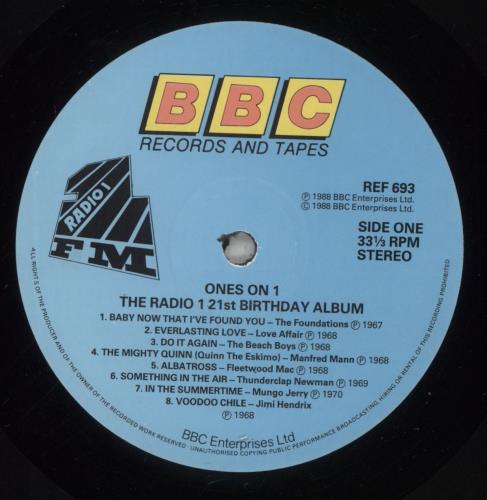 BBC
RECORDS AND TAPES
RADIO 1
1
FM
REF 693
Ⓟ 1988 BBC Enterprises Ltd.
© 1988 BBC Enterprises Ltd.
SIDE ONE
33⅓ RPM
STEREO
ONES ON 1
THE RADIO 1 21st BIRTHDAY ALBUM
1. BABY NOW THAT I'VE FOUND YOU – The Foundations Ⓟ 1967
2. EVERLASTING LOVE – Love Affair Ⓟ 1968
3. DO IT AGAIN – The Beach Boys Ⓟ 1968
4. THE MIGHTY QUINN (Quinn The Eskimo) – Manfred Mann Ⓟ 1968
5. ALBATROSS – Fleetwood Mac Ⓟ 1968
6. SOMETHING IN THE AIR – Thunderclap Newman Ⓟ 1969
7. IN THE SUMMERTIME – Mungo Jerry Ⓟ 1970
8. VOODOO CHILE – Jimi Hendrix
Ⓟ 1968
BBC Enterprises Ltd
ALL RIGHTS OF THE PRODUCER AND OF THE OWNER OF THE RECORDED WORK RESERVED UNAUTHORISED COPYING PUBLIC PERFORMANCE BROADCASTING, HIRING OR RENTAL OF THIS RECORDING PROHIBITED